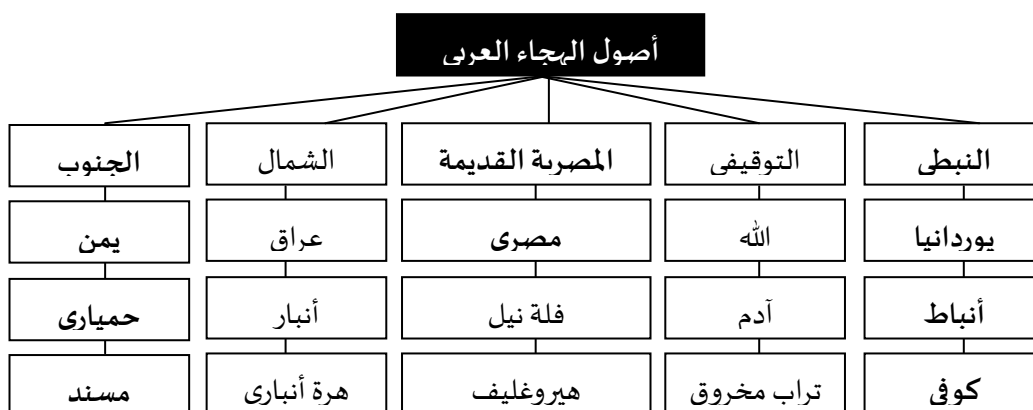 أصول الهجاء العربى
النبطى
التوقيفى
المصرية القديمة
الشمال
الجنوب
يوردانيا
الله
مصرى
عراق
يمن
أنباط
آدم
فلة نيل
أنبار
حميارى
كوفى
تراب مخروق
هيروغليف
هرة أنبارى
مسند